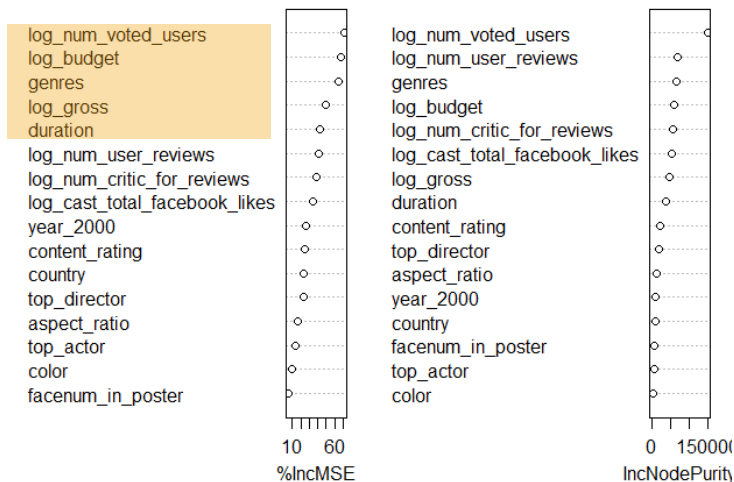 log_num_voted_users
log_budget
genres
log_gross
duration
log_num_user_reviews
log_num_critic_for_reviews
log_cast_total_facebook_likes
year_2000
content_rating
country
top_director
aspect_ratio
top_actor
color
facenum_in_poster
10 60
%IncMSE
log_num_voted_users
log_num_user_reviews
genres
log_budget
log_num_critic_for_reviews
log_cast_total_facebook_likes
log_gross
duration
content_rating
top_director
aspect_ratio
year_2000
country
facenum_in_poster
top_actor
color
0 150000
IncNodePurity